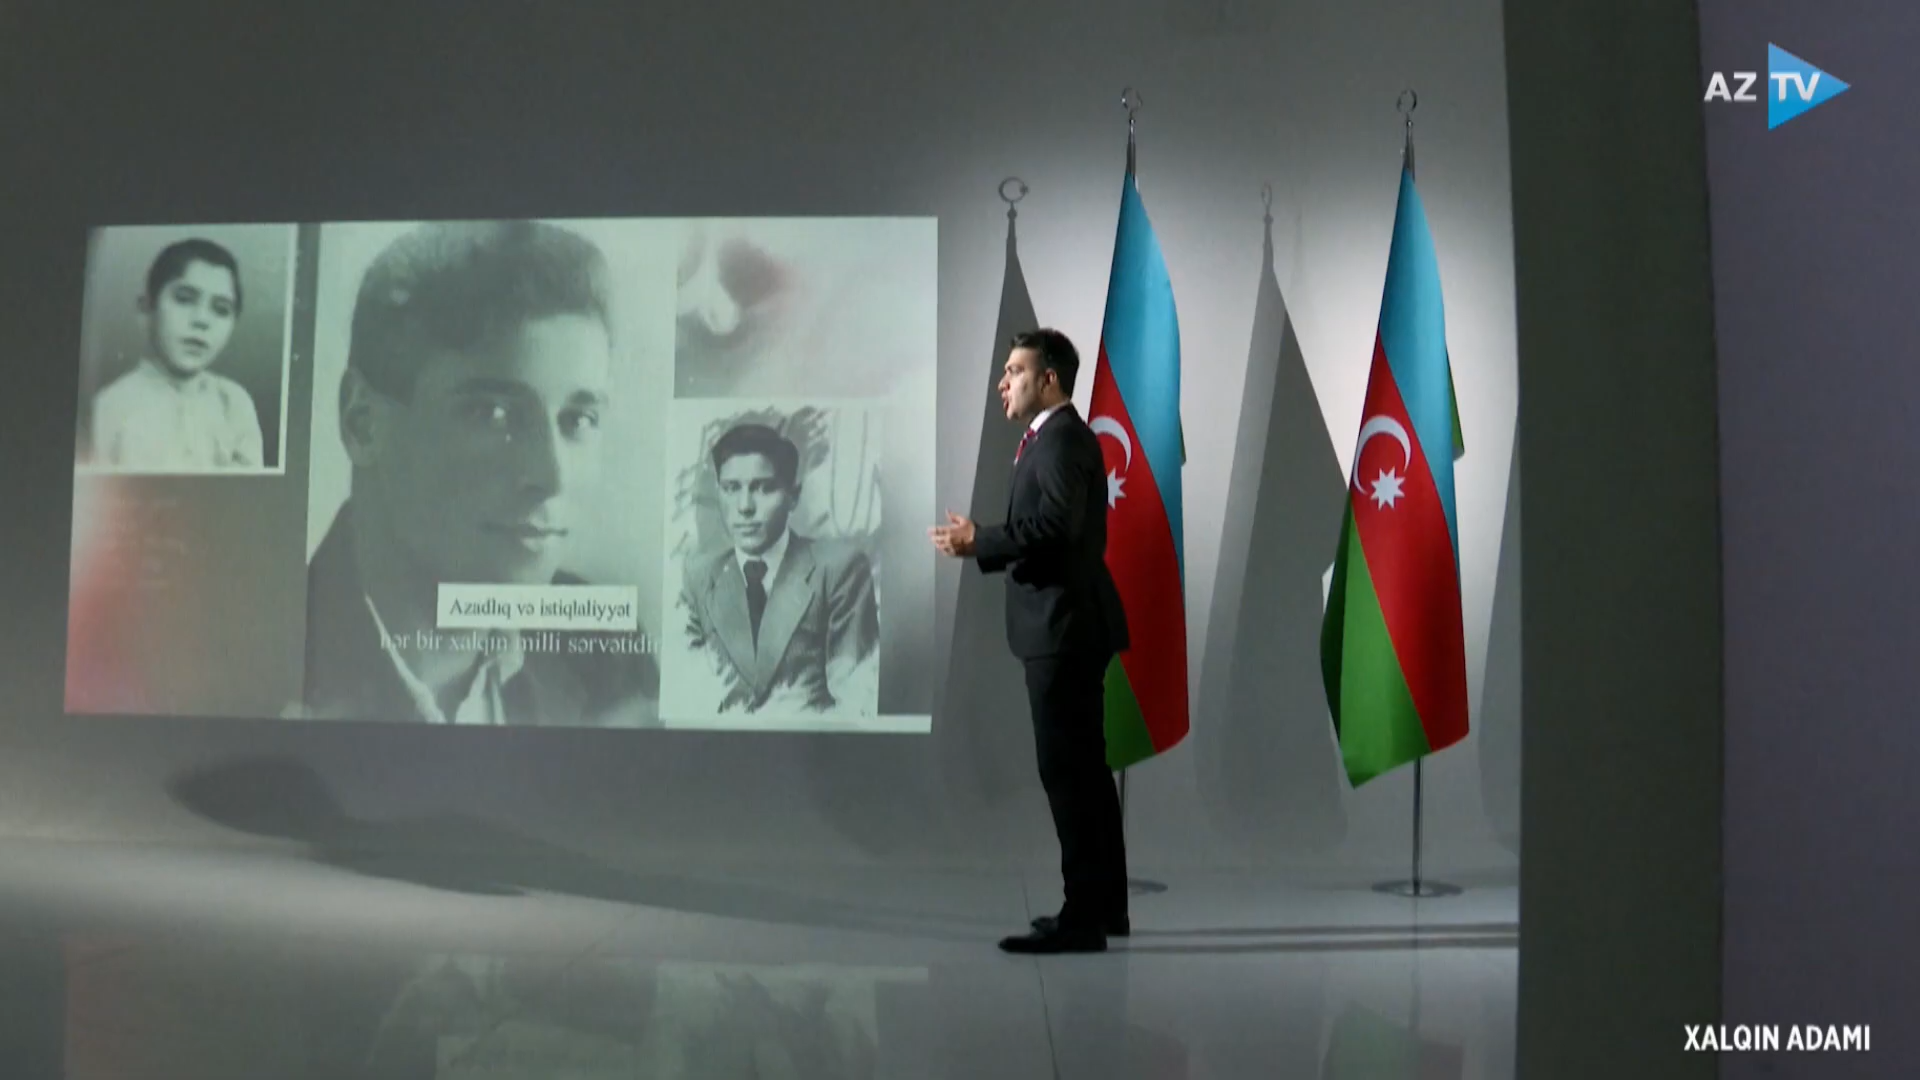 AZ TV
Azadlıq və istiqlaliyyət
hər bir xalqın milli sərvətidir
XALQIN ADAMI